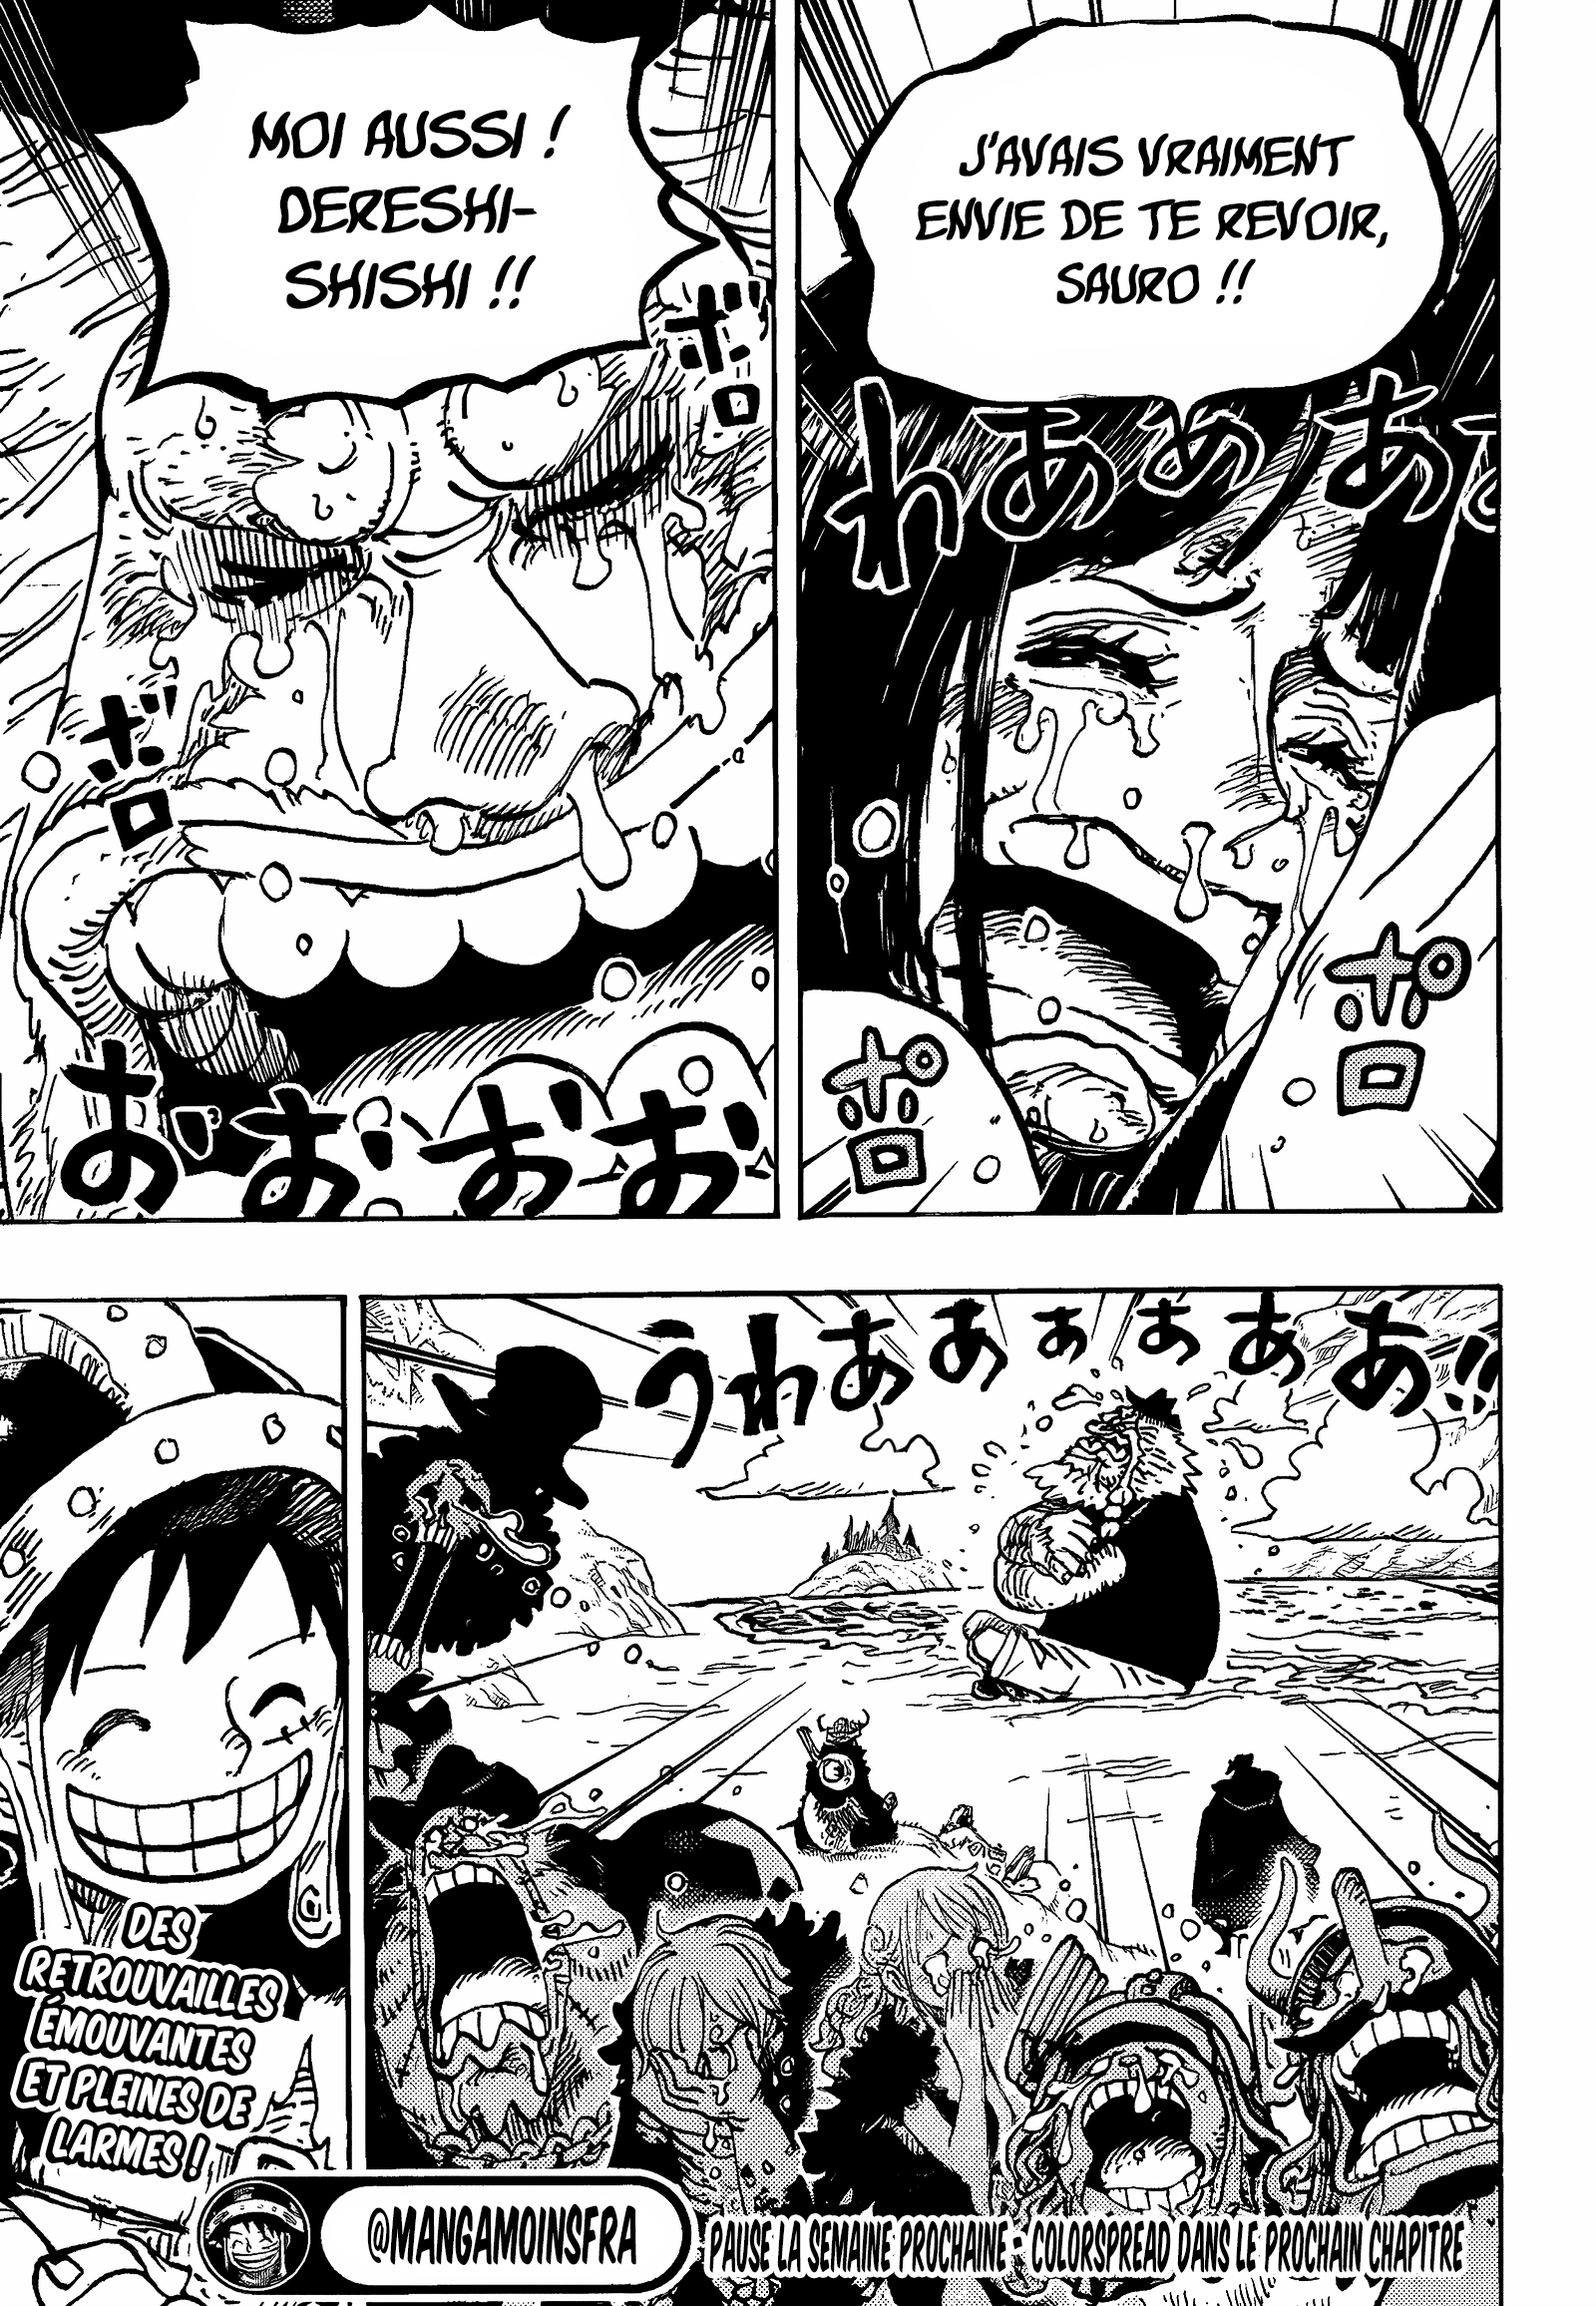 J'AVAIS VRAIMENT
ENVIE DE TE REVOIR,
SAURO !!
わあぁあ
ポロ
ポロ
MOI AUSSI !
DERESHI-
SHISHI !!
ボロ
ボロ
おおおお
うわあああああああ!!
DES
RETROUVAILLES
ÉMOUVANTES
ET PLEINES DE
LARMES !
@MANGAMOINSFRA
PAUSE LA SEMAINE PROCHAINE : COLORSPREAD DANS LE PROCHAIN CHAPITRE